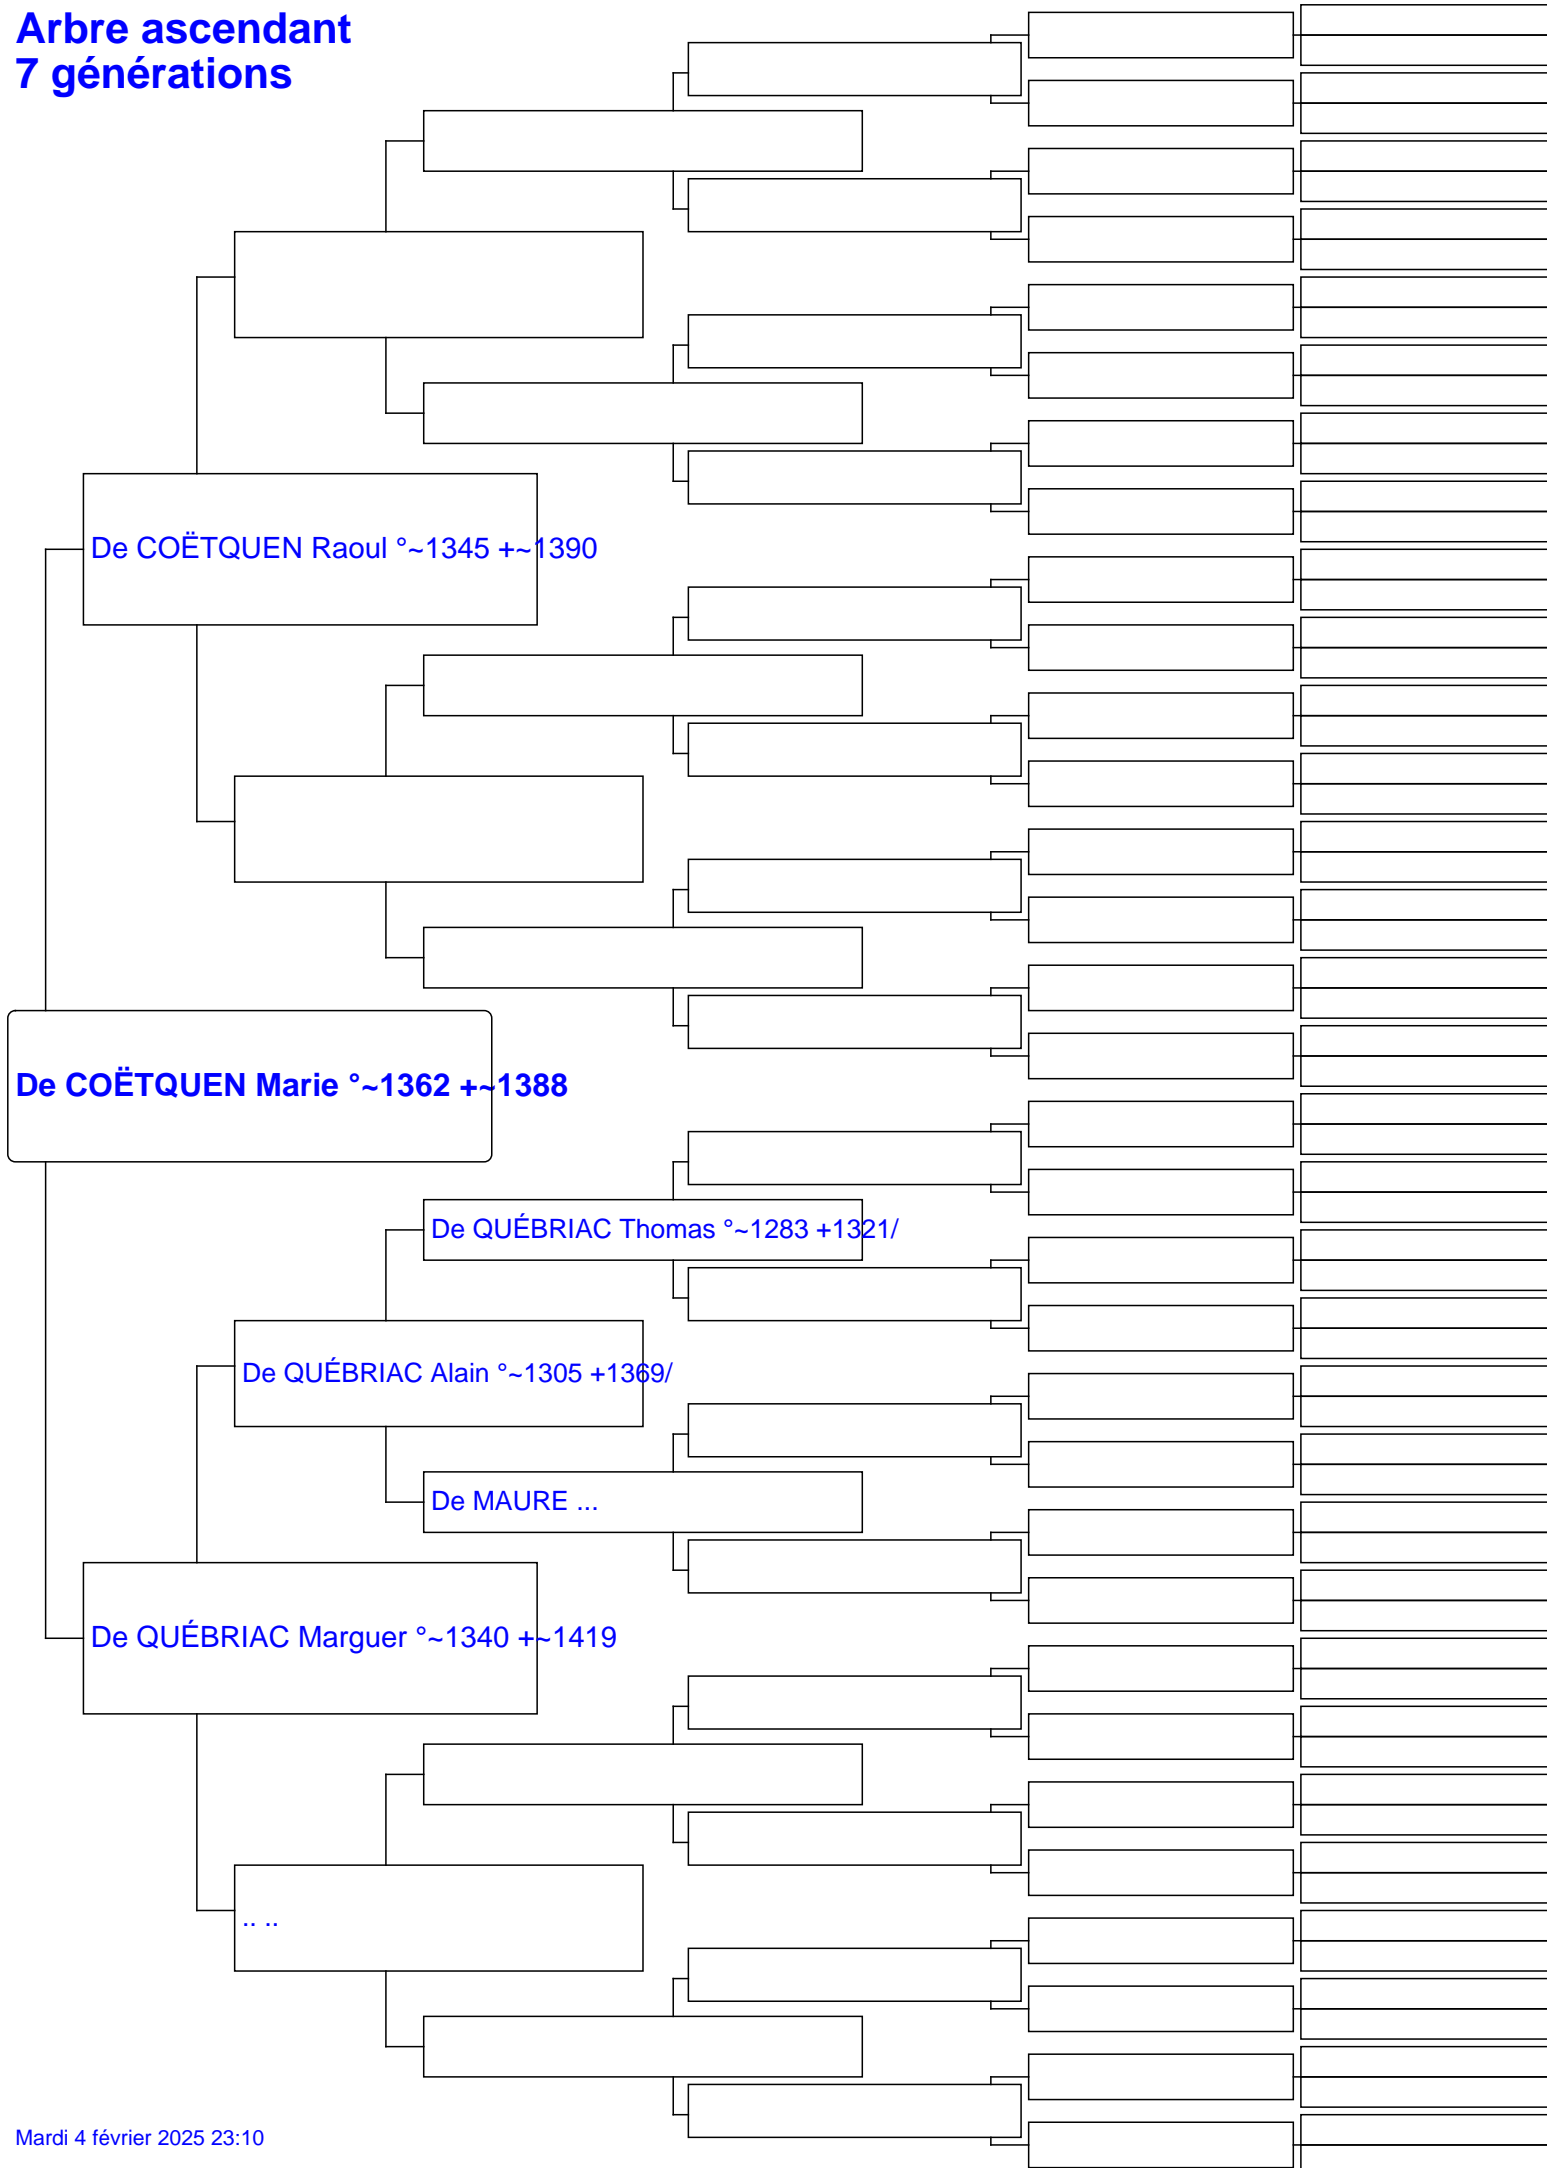 Arbre ascendant
7 générations
De COËTQUEN Raoul °~1345 +~1390
De COËTQUEN Marie °~1362 +~1388
De QUÉBRIAC Thomas °~1283 +1321/
De QUÉBRIAC Alain °~1305 +1369/
De MAURE ...
De QUÉBRIAC Marguer °~1340 +~1419
.. ..
Mardi 4 février 2025 23:10